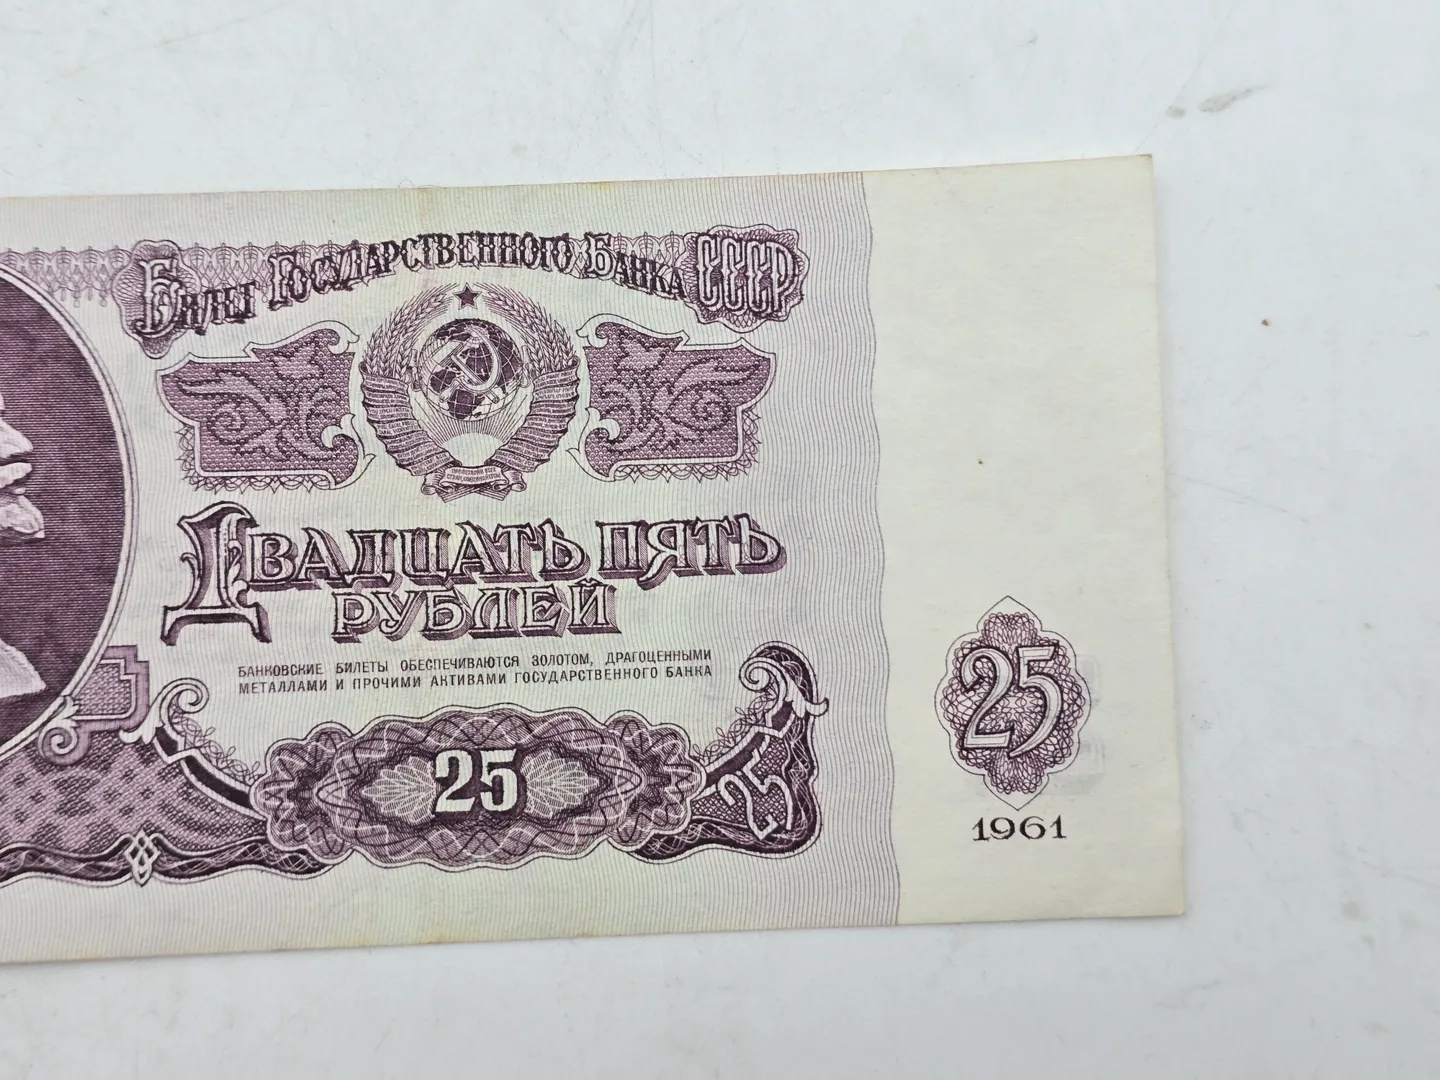 Билет Государственного Банка СССР
Двадцать пять
рублей
БАНКОВСКИЕ БИЛЕТЫ ОБЕСПЕЧИВАЮТСЯ ЗОЛОТОМ, ДРАГОЦЕННЫМИ
МЕТАЛЛАМИ И ПРОЧИМИ АКТИВАМИ ГОСУДАРСТВЕННОГО БАНКА
25
25
25
1961